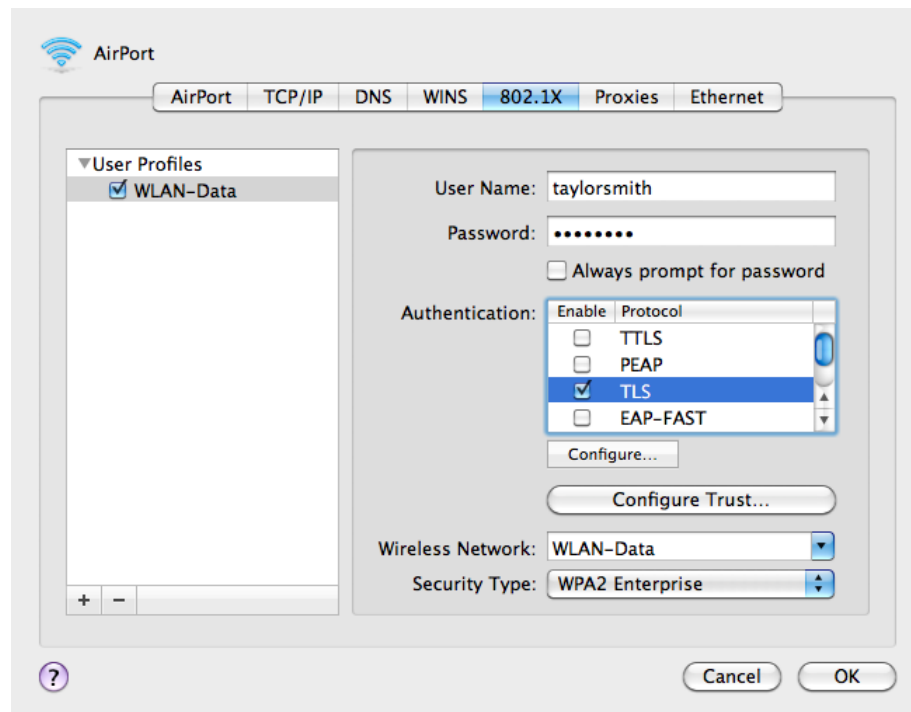 AirPort
AirPort TCP/IP DNS WINS 802.1X Proxies Ethernet
User Profiles
WLAN-Data
User Name: taylorsmith
Password: ••••••••
Always prompt for password
Authentication: Enable Protocol
TTLS
PEAP
TLS
EAP-FAST
Configure...
Configure Trust...
Wireless Network: WLAN-Data
Security Type: WPA2 Enterprise
+ −
? Cancel OK